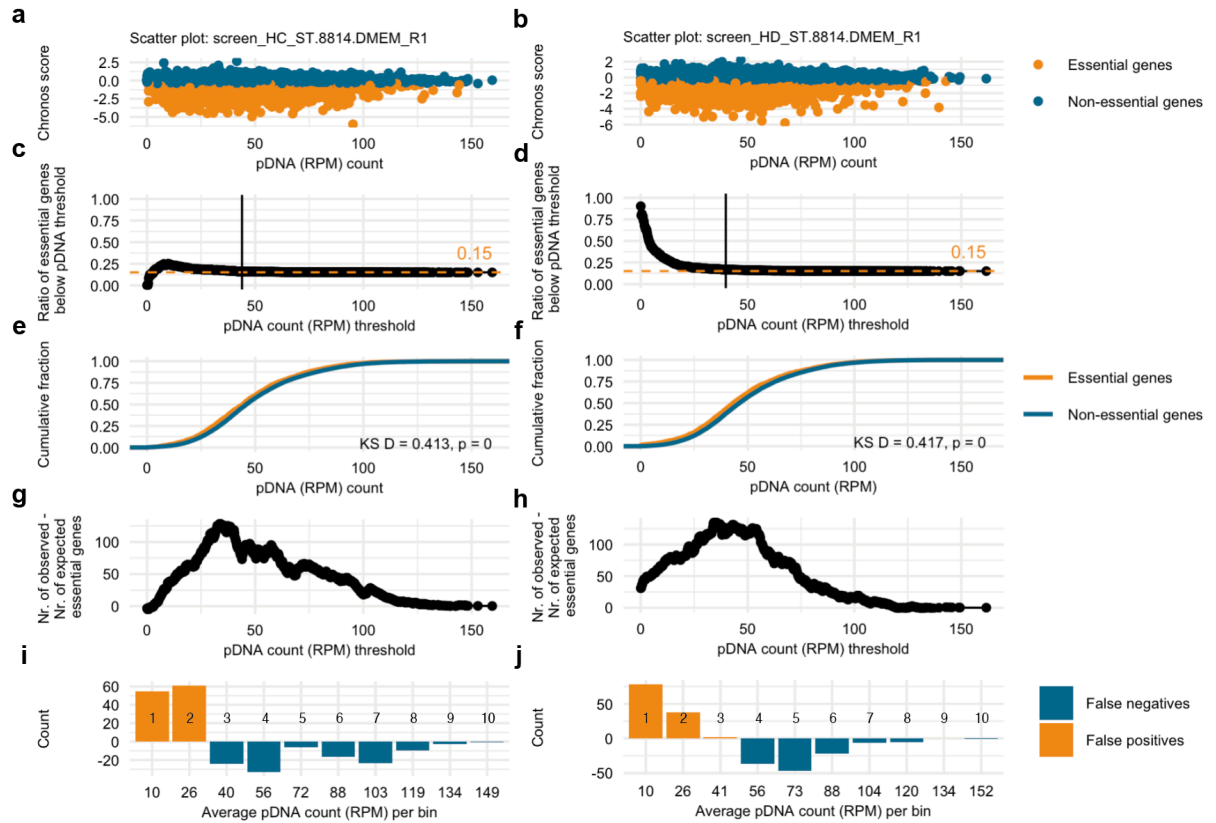 a
Scatter plot: screen_HC_ST.8814.DMEM_R1
Chronos score
2.5
0.0
-2.5
-5.0
0
50
100
150
pDNA (RPM) count
b
Scatter plot: screen_HD_ST.8814.DMEM_R1
Chronos score
2
0
-2
-4
-6
0
50
100
150
pDNA (RPM) count
Essential genes
Non-essential genes
c
Ratio of essential genes
below pDNA threshold
1.00
0.75
0.50
0.25
0.00
0.15
0
50
100
150
pDNA count (RPM) threshold
d
Ratio of essential genes
below pDNA threshold
1.00
0.75
0.50
0.25
0.00
0.15
0
50
100
150
pDNA count (RPM) threshold
e
Cumulative fraction
1.00
0.75
0.50
0.25
0.00
KS D = 0.413, p = 0
0
50
100
150
pDNA (RPM) count
f
Cumulative fraction
1.00
0.75
0.50
0.25
0.00
KS D = 0.417, p = 0
0
50
100
150
pDNA count (RPM)
Essential genes
Non-essential genes
g
Nr. of observed -
Nr. of expected
essential genes
100
50
0
0
50
100
150
pDNA count (RPM) threshold
h
Nr. of observed -
Nr. of expected
essential genes
100
50
0
0
50
100
150
pDNA count (RPM) threshold
i
Count
60
40
20
0
-20
1 2 3 4 5 6 7 8 9 10
10 26 40 56 72 88 103 119 134 149
Average pDNA count (RPM) per bin
j
Count
50
0
-50
1 2 3 4 5 6 7 8 9 10
10 26 41 56 73 88 104 120 136 152
Average pDNA count (RPM) per bin
False negatives
False positives